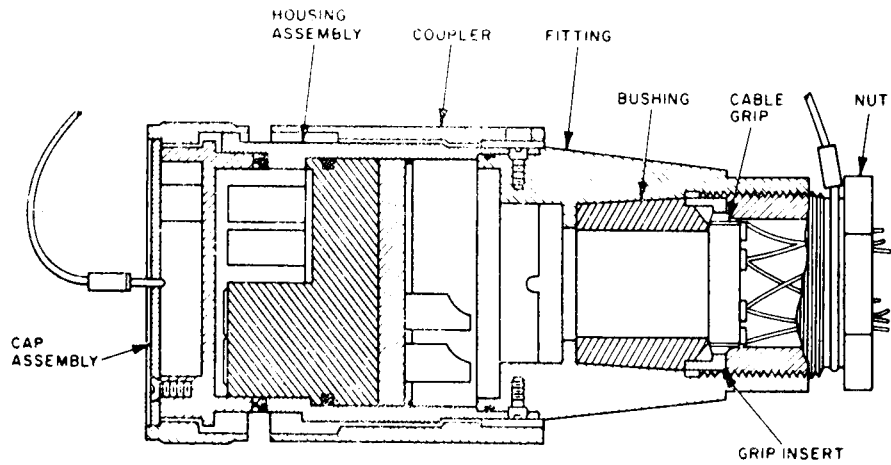 HOUSING
ASSEMBLY
COUPLER
FITTING
BUSHING
CABLE
GRIP
NUT
CAP
ASSEMBLY
GRIP INSERT